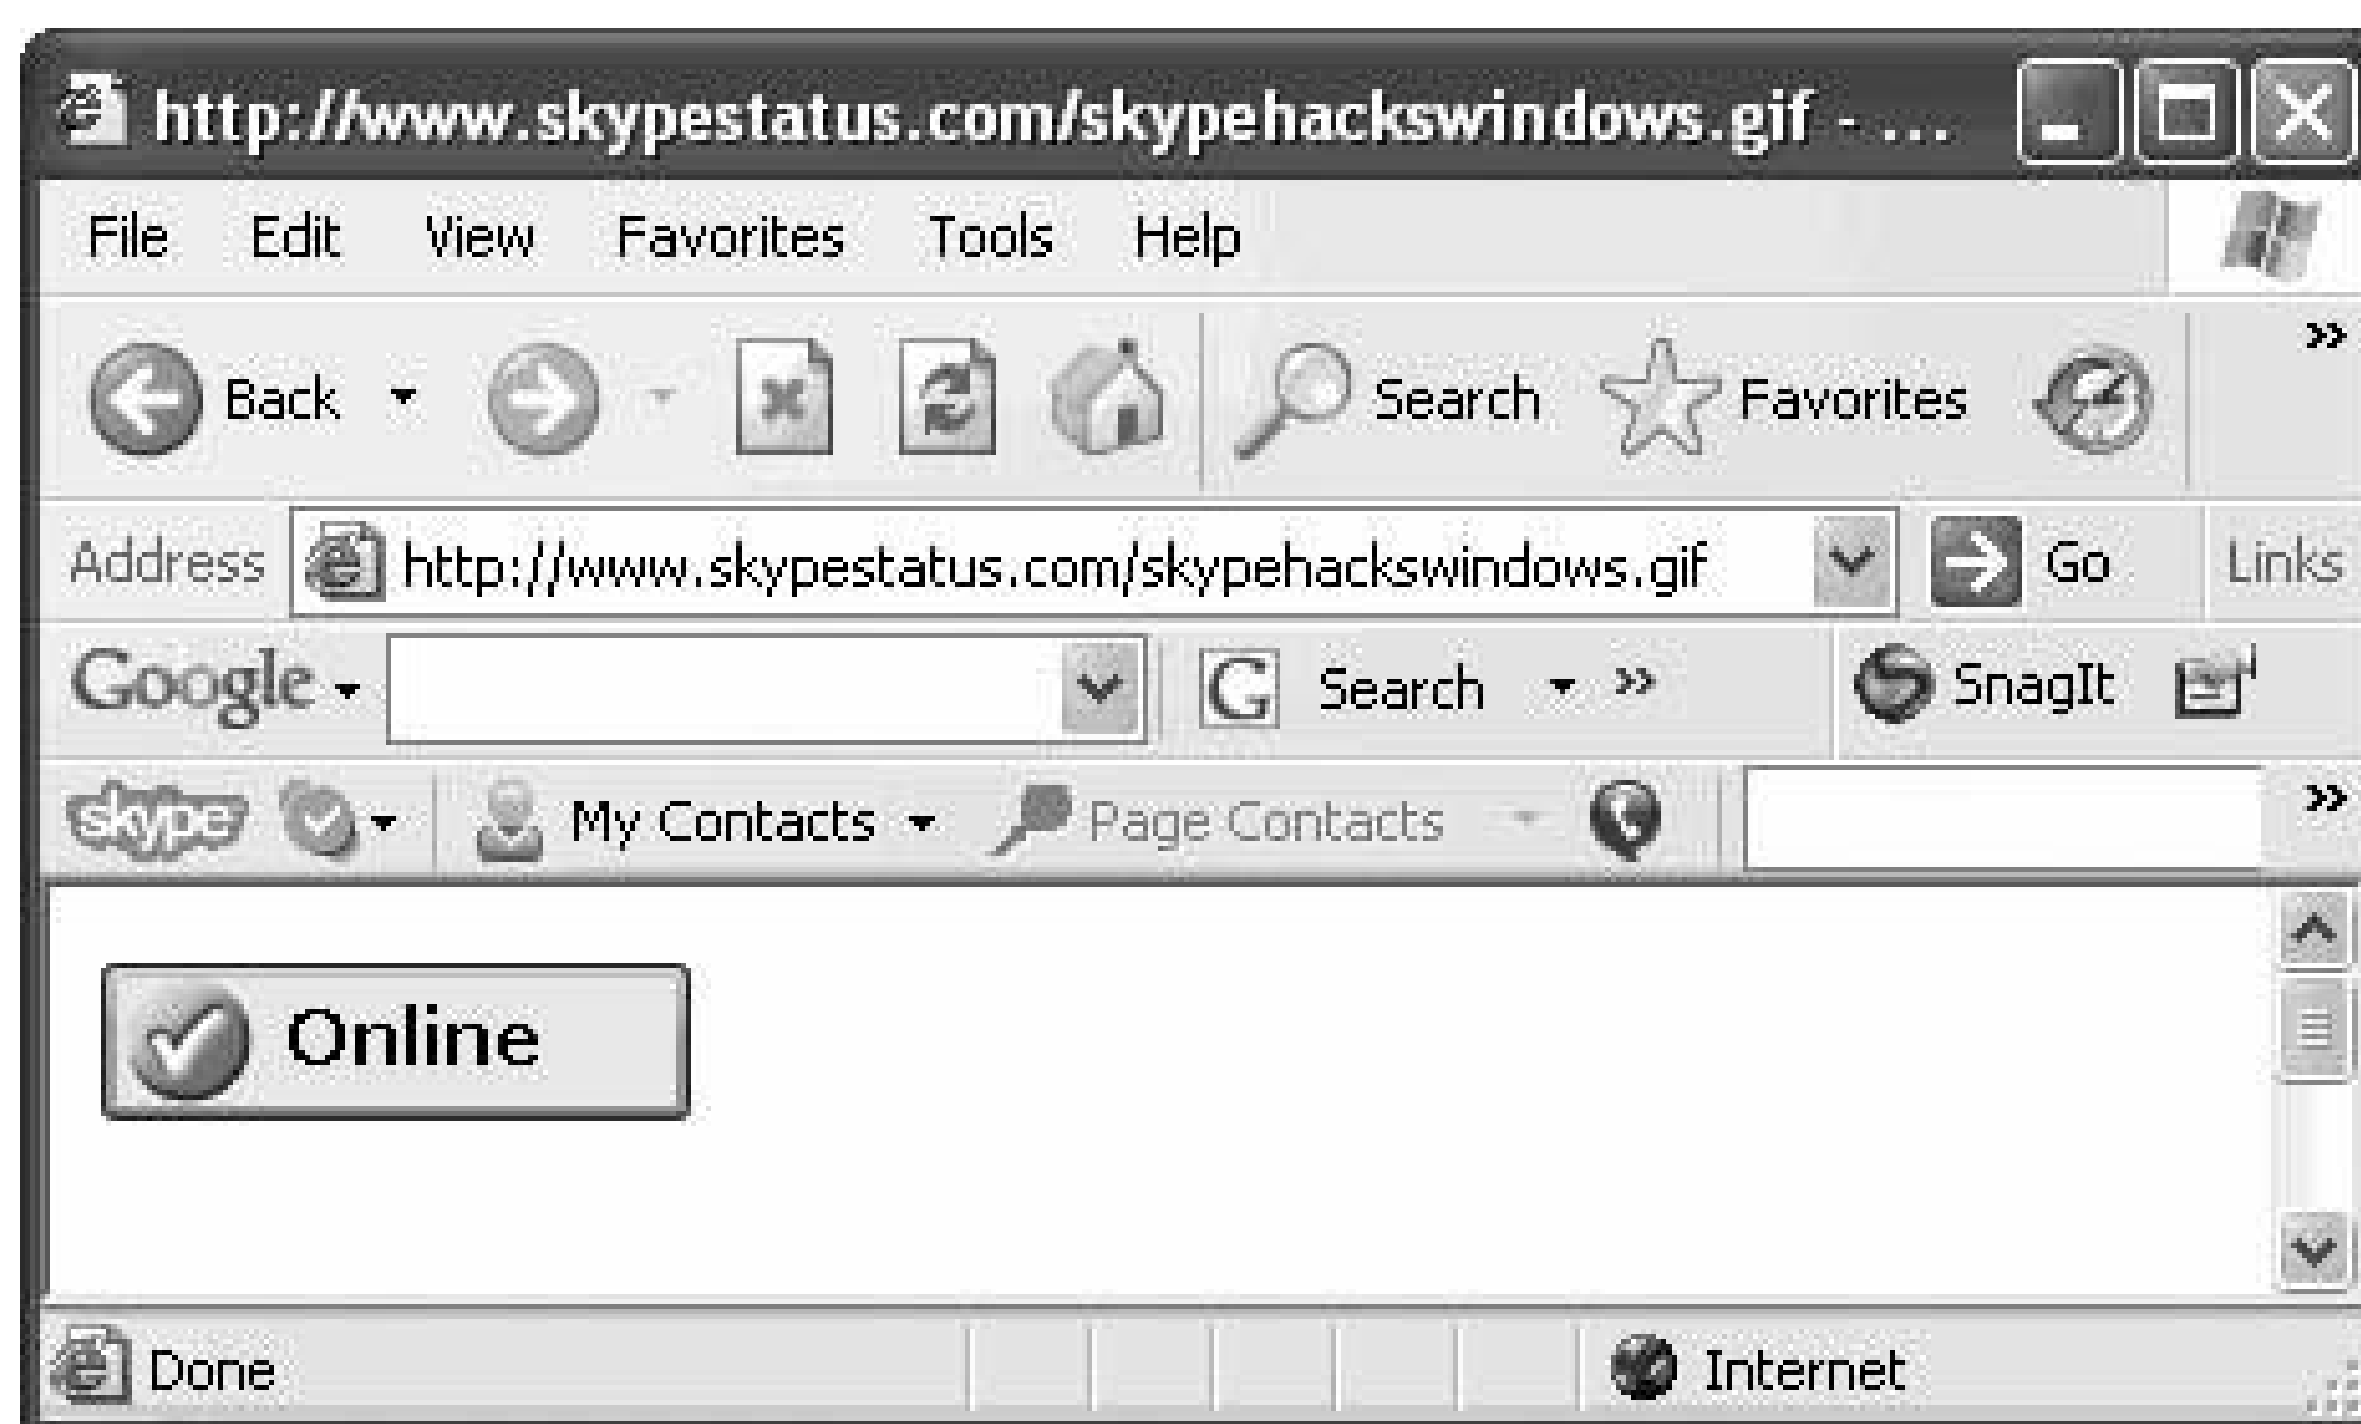 http://www.skypestatus.com/skypehackswindows.gif - ...
File Edit View Favorites Tools Help
Back Search Favorites »
Address http://www.skypestatus.com/skypehackswindows.gif Go Links
Google G Search » SnagIt
skype My Contacts Page Contacts »
Online
Done Internet